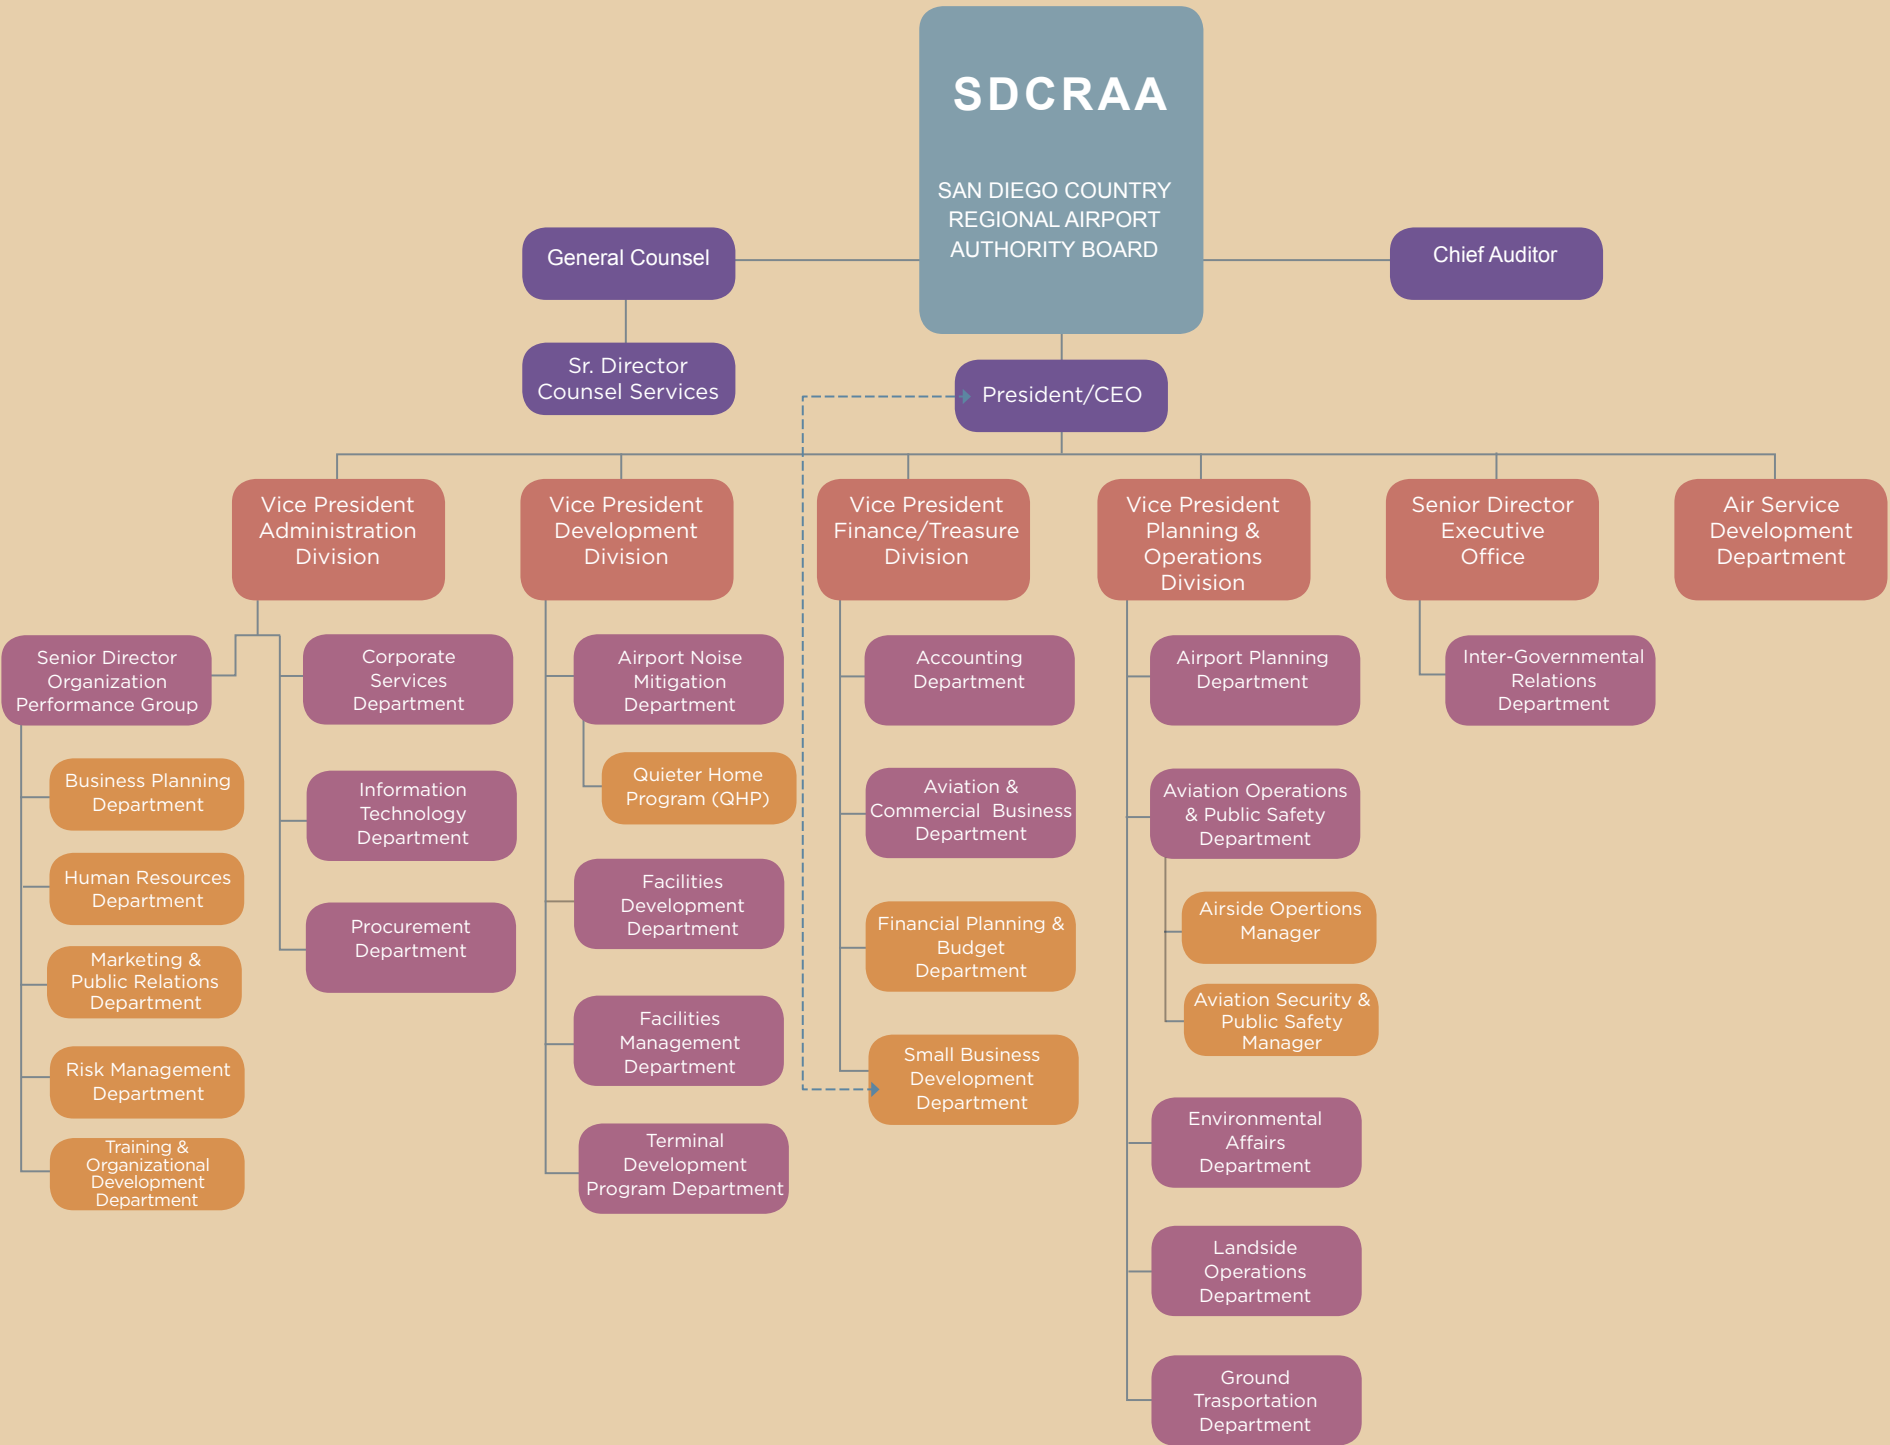 SDCRAA
SAN DIEGO COUNTRY
REGIONAL AIRPORT
AUTHORITY BOARD
General Counsel
Chief Auditor
Sr. Director
Counsel Services
President/CEO
Vice President
Administration
Division
Vice President
Development
Division
Vice President
Finance/Treasure
Division
Vice President
Planning &
Operations
Division
Senior Director
Executive
Office
Air Service
Development
Department
Senior Director
Organization
Performance Group
Business Planning
Department
Human Resources
Department
Marketing &
Public Relations
Department
Risk Management
Department
Training &
Organizational
Development
Department
Corporate
Services
Department
Information
Technology
Department
Procurement
Department
Airport Noise
Mitigation
Department
Quieter Home
Program (QHP)
Facilities
Development
Department
Facilities
Management
Department
Terminal
Development
Program Department
Accounting
Department
Aviation &
Commercial Business
Department
Financial Planning &
Budget
Department
Small Business
Development
Department
Airport Planning
Department
Aviation Operations
& Public Safety
Department
Airside Opertions
Manager
Aviation Security &
Public Safety
Manager
Environmental
Affairs
Department
Landside
Operations
Department
Ground
Trasportation
Department
Inter-Governmental
Relations
Department